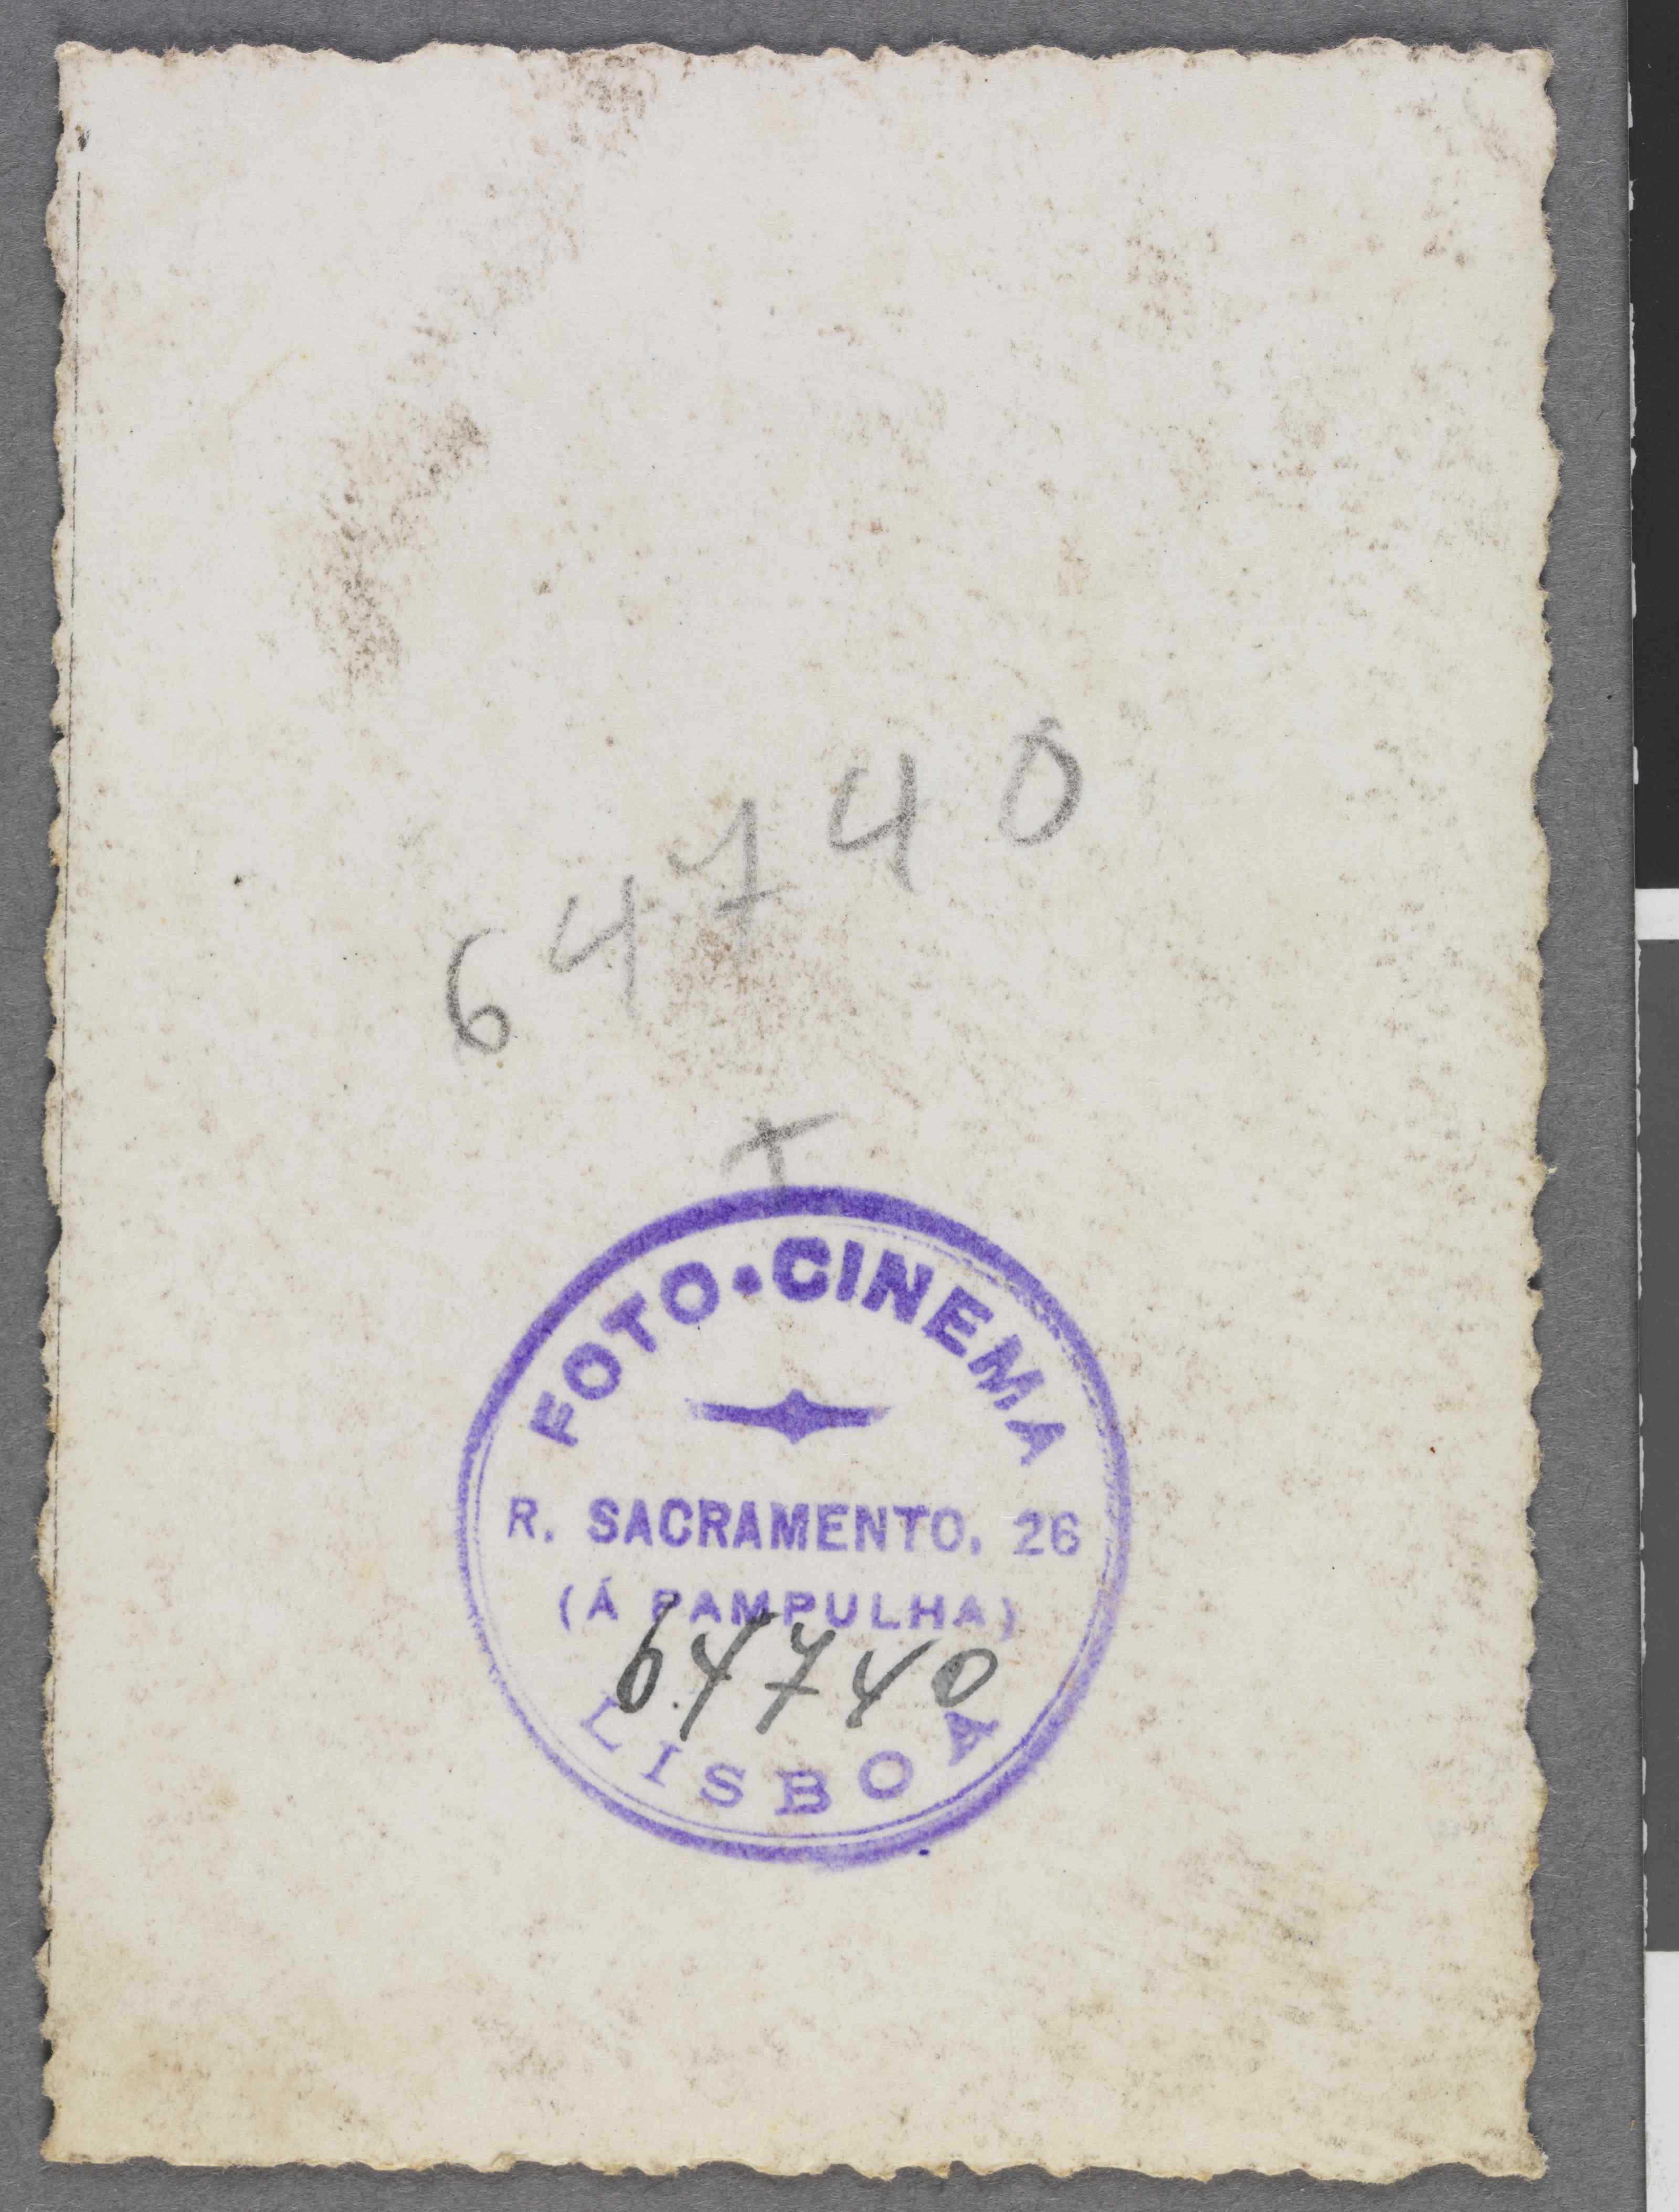 64740
FOTO·CINEMA
R. SACRAMENTO, 26
(Á PAMPULHA)
64740
LISBOA